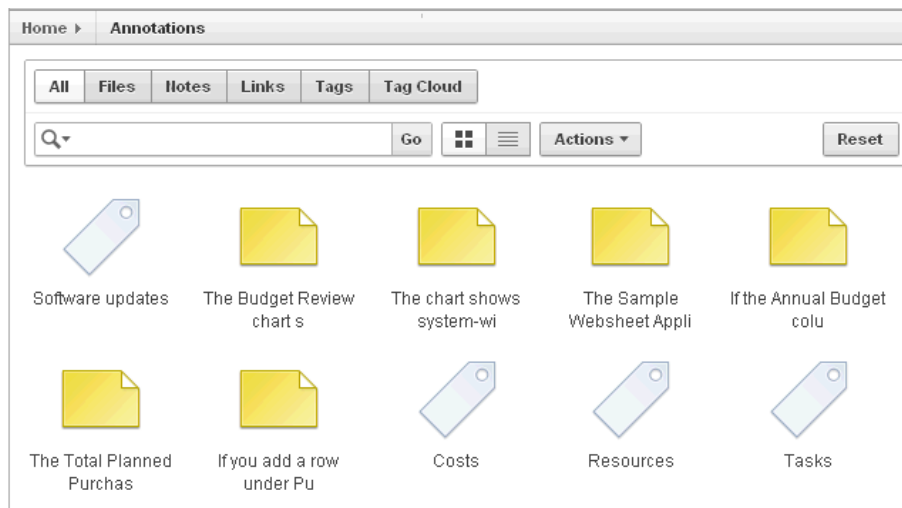 Home Annotations
All Files Notes Links Tags Tag Cloud
Go Actions Reset
Software updates The Budget Review The chart shows The Sample If the Annual Budget
chart s system-wi Websheet Appli colu
The Total Planned If you add a row Costs Resources Tasks
Purchas under Pu